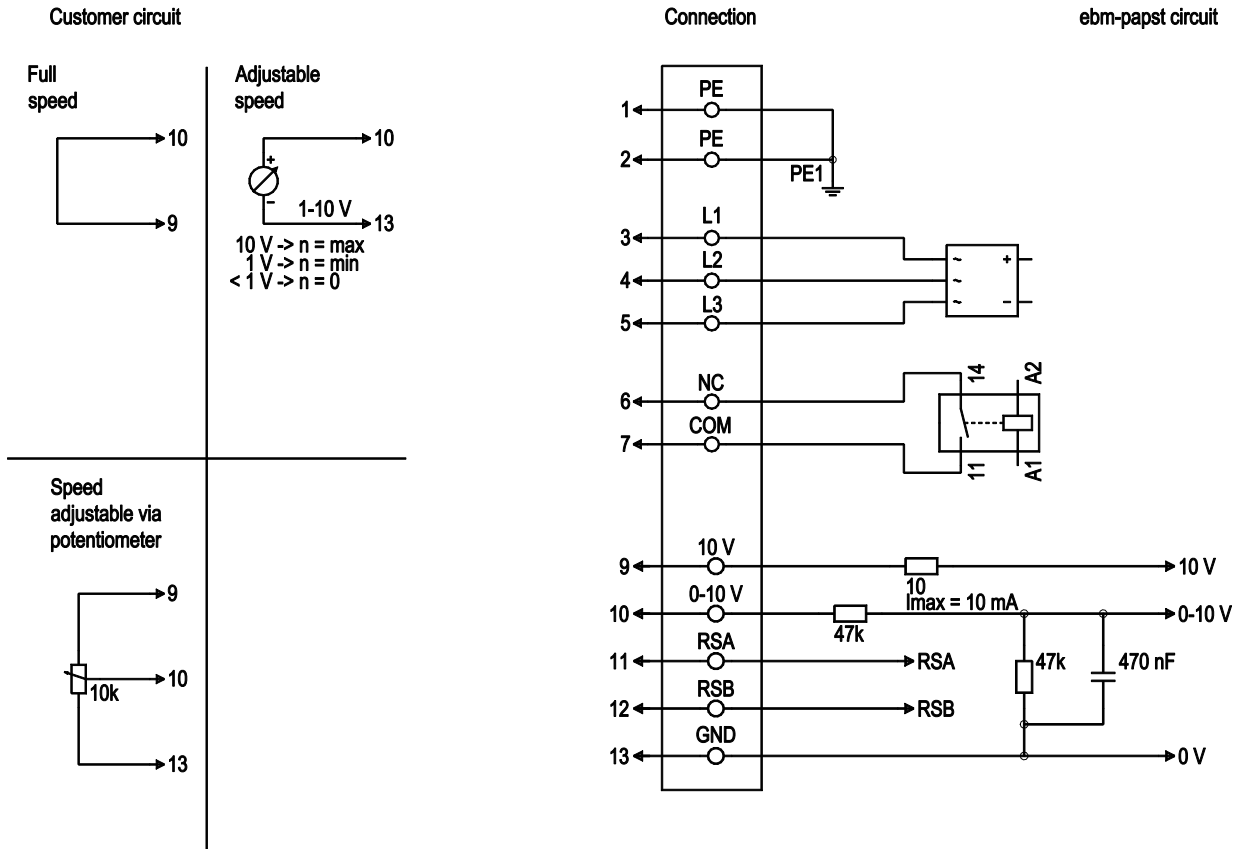 Customer circuit
Connection
ebm-papst circuit
Full
speed
10
9
Adjustable
speed
10
+
−
1-10 V
13
10 V -> n = max
1 V -> n = min
< 1 V -> n = 0
Speed
adjustable via
potentiometer
9
10
10k
13
1
PE
2
PE
PE1
3
L1
4
L2
5
L3
~ +
~
~ −
6
NC
7
COM
14
A2
11
A1
9
10 V
10
Imax = 10 mA
10 V
10
0-10 V
47k
0-10 V
11
RSA
RSA
47k
470 nF
12
RSB
RSB
13
GND
0 V